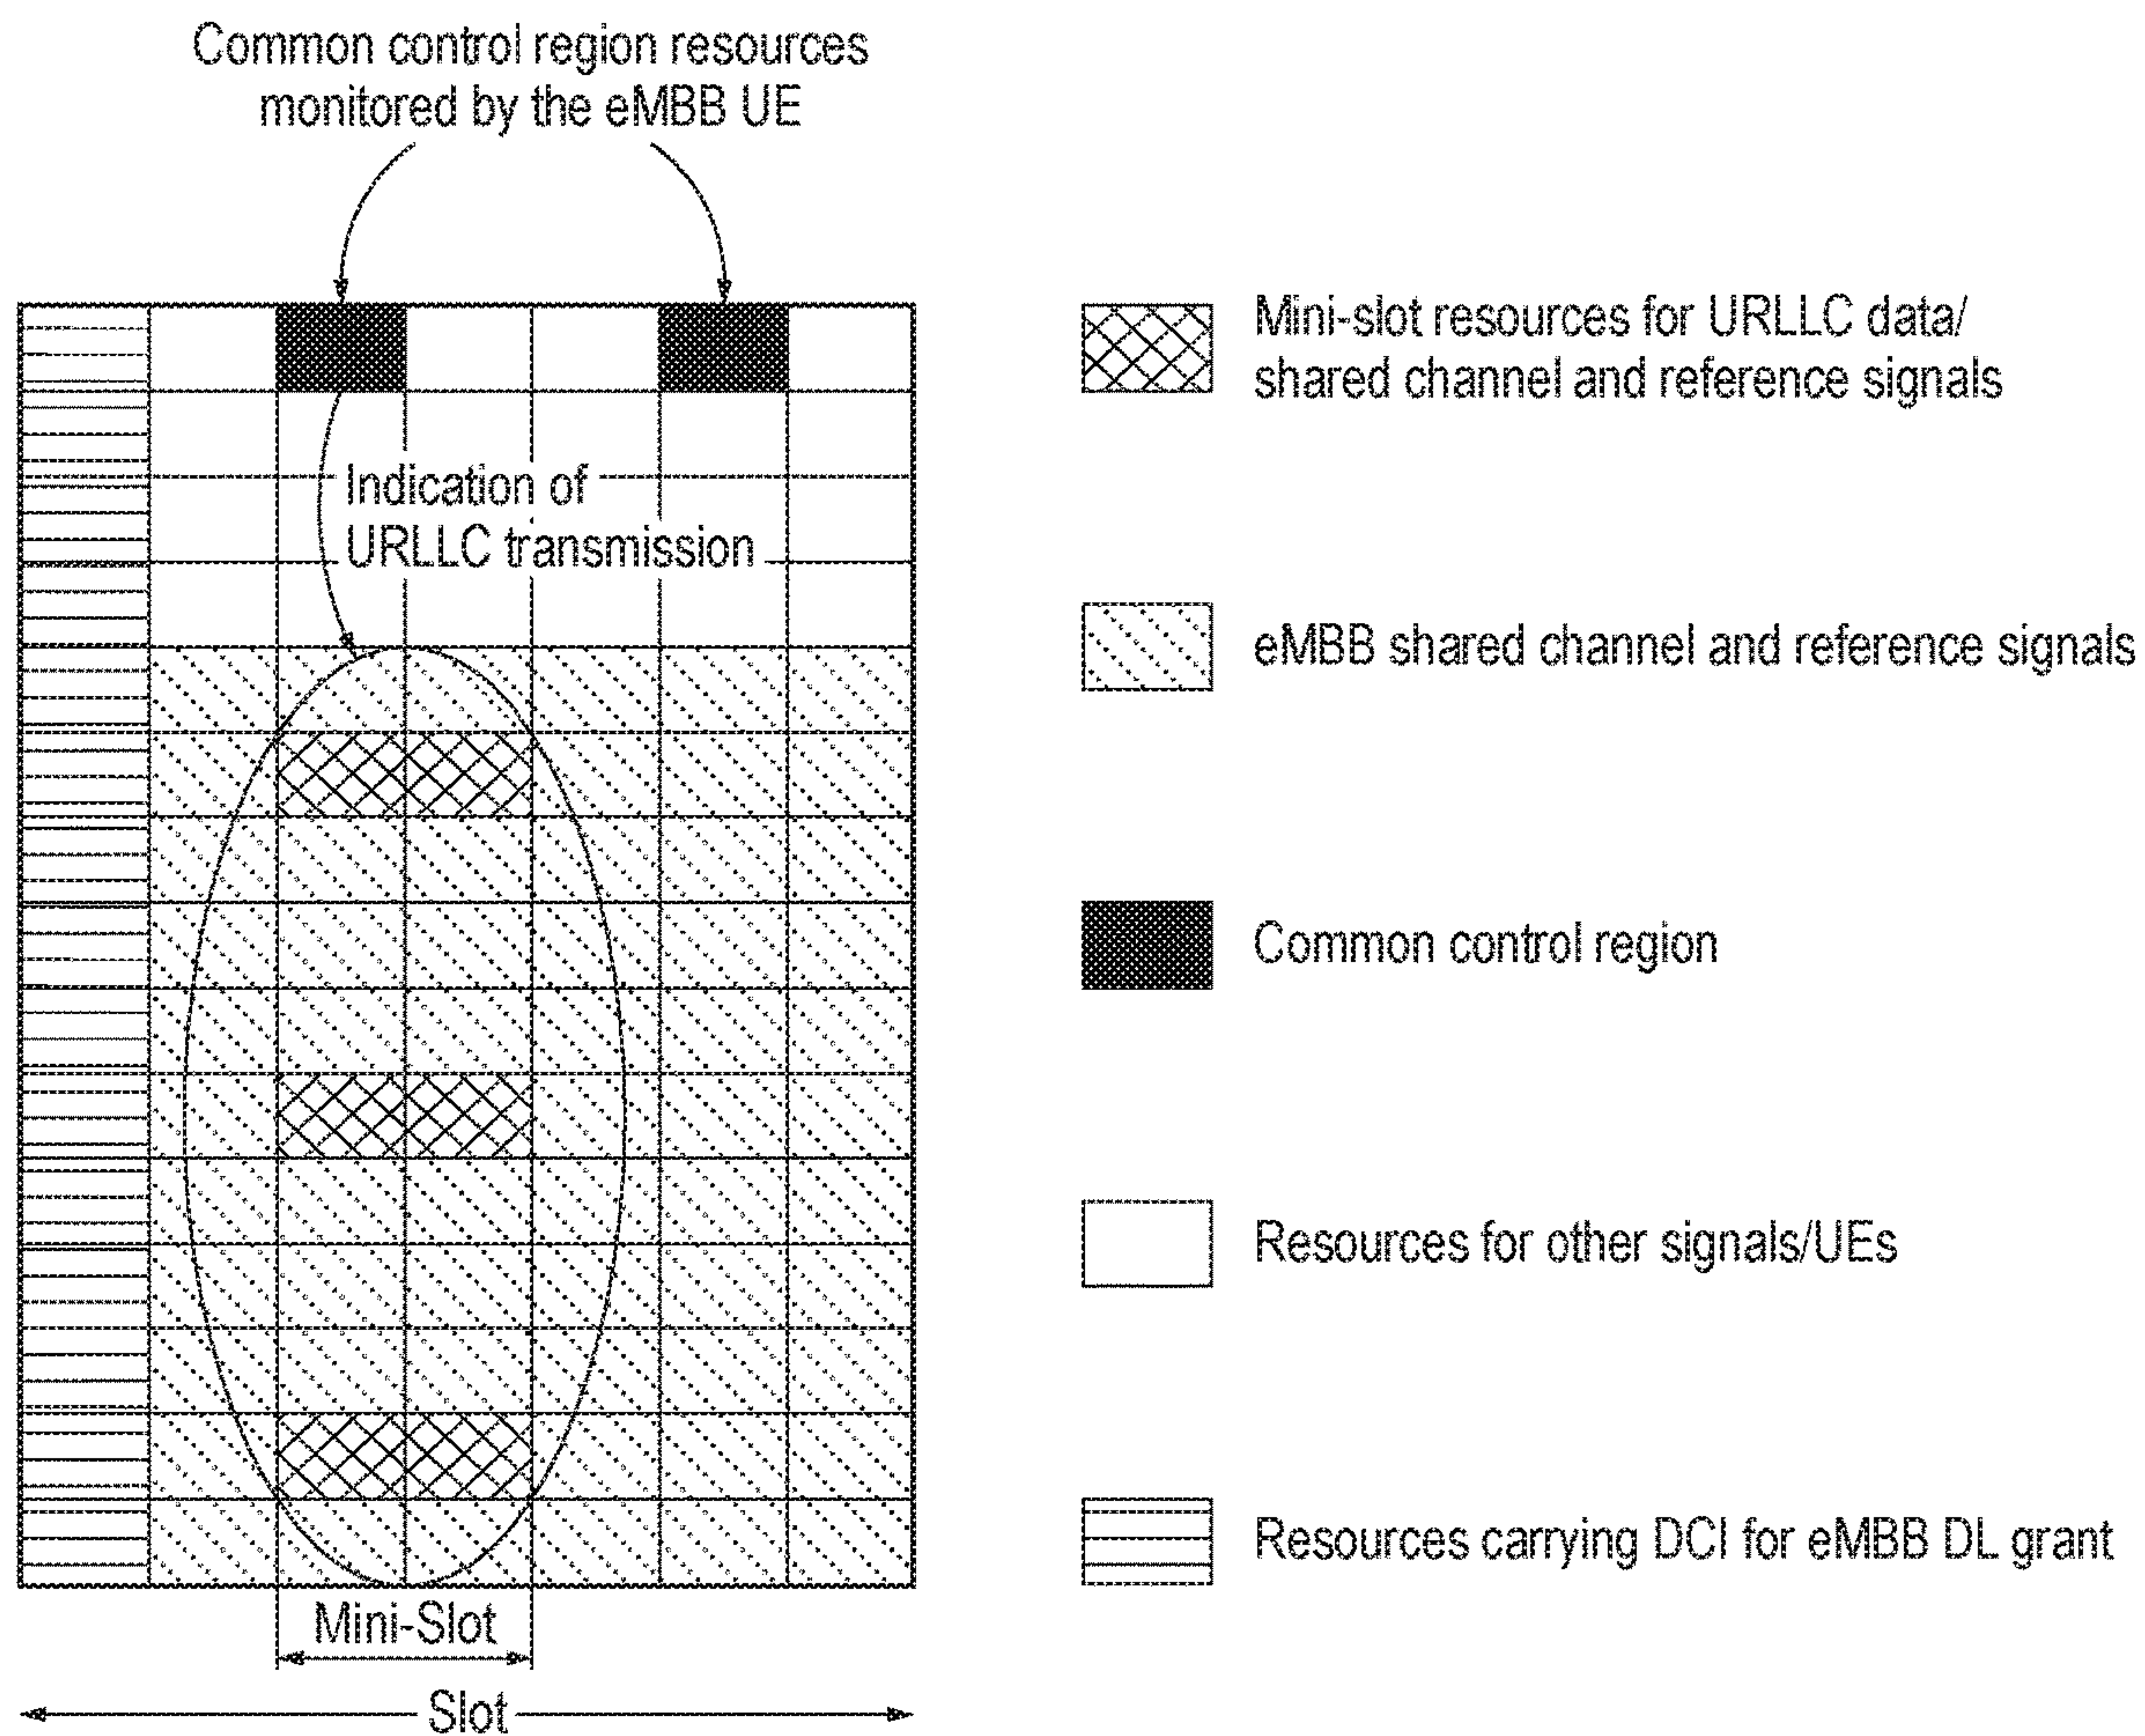 Common control region resources
monitored by the eMBB UE
Indication of
URLLC transmission
Mini-Slot
Slot
Mini-slot resources for URLLC data/
shared channel and reference signals
eMBB shared channel and reference signals
Common control region
Resources for other signals/UEs
Resources carrying DCI for eMBB DL grant